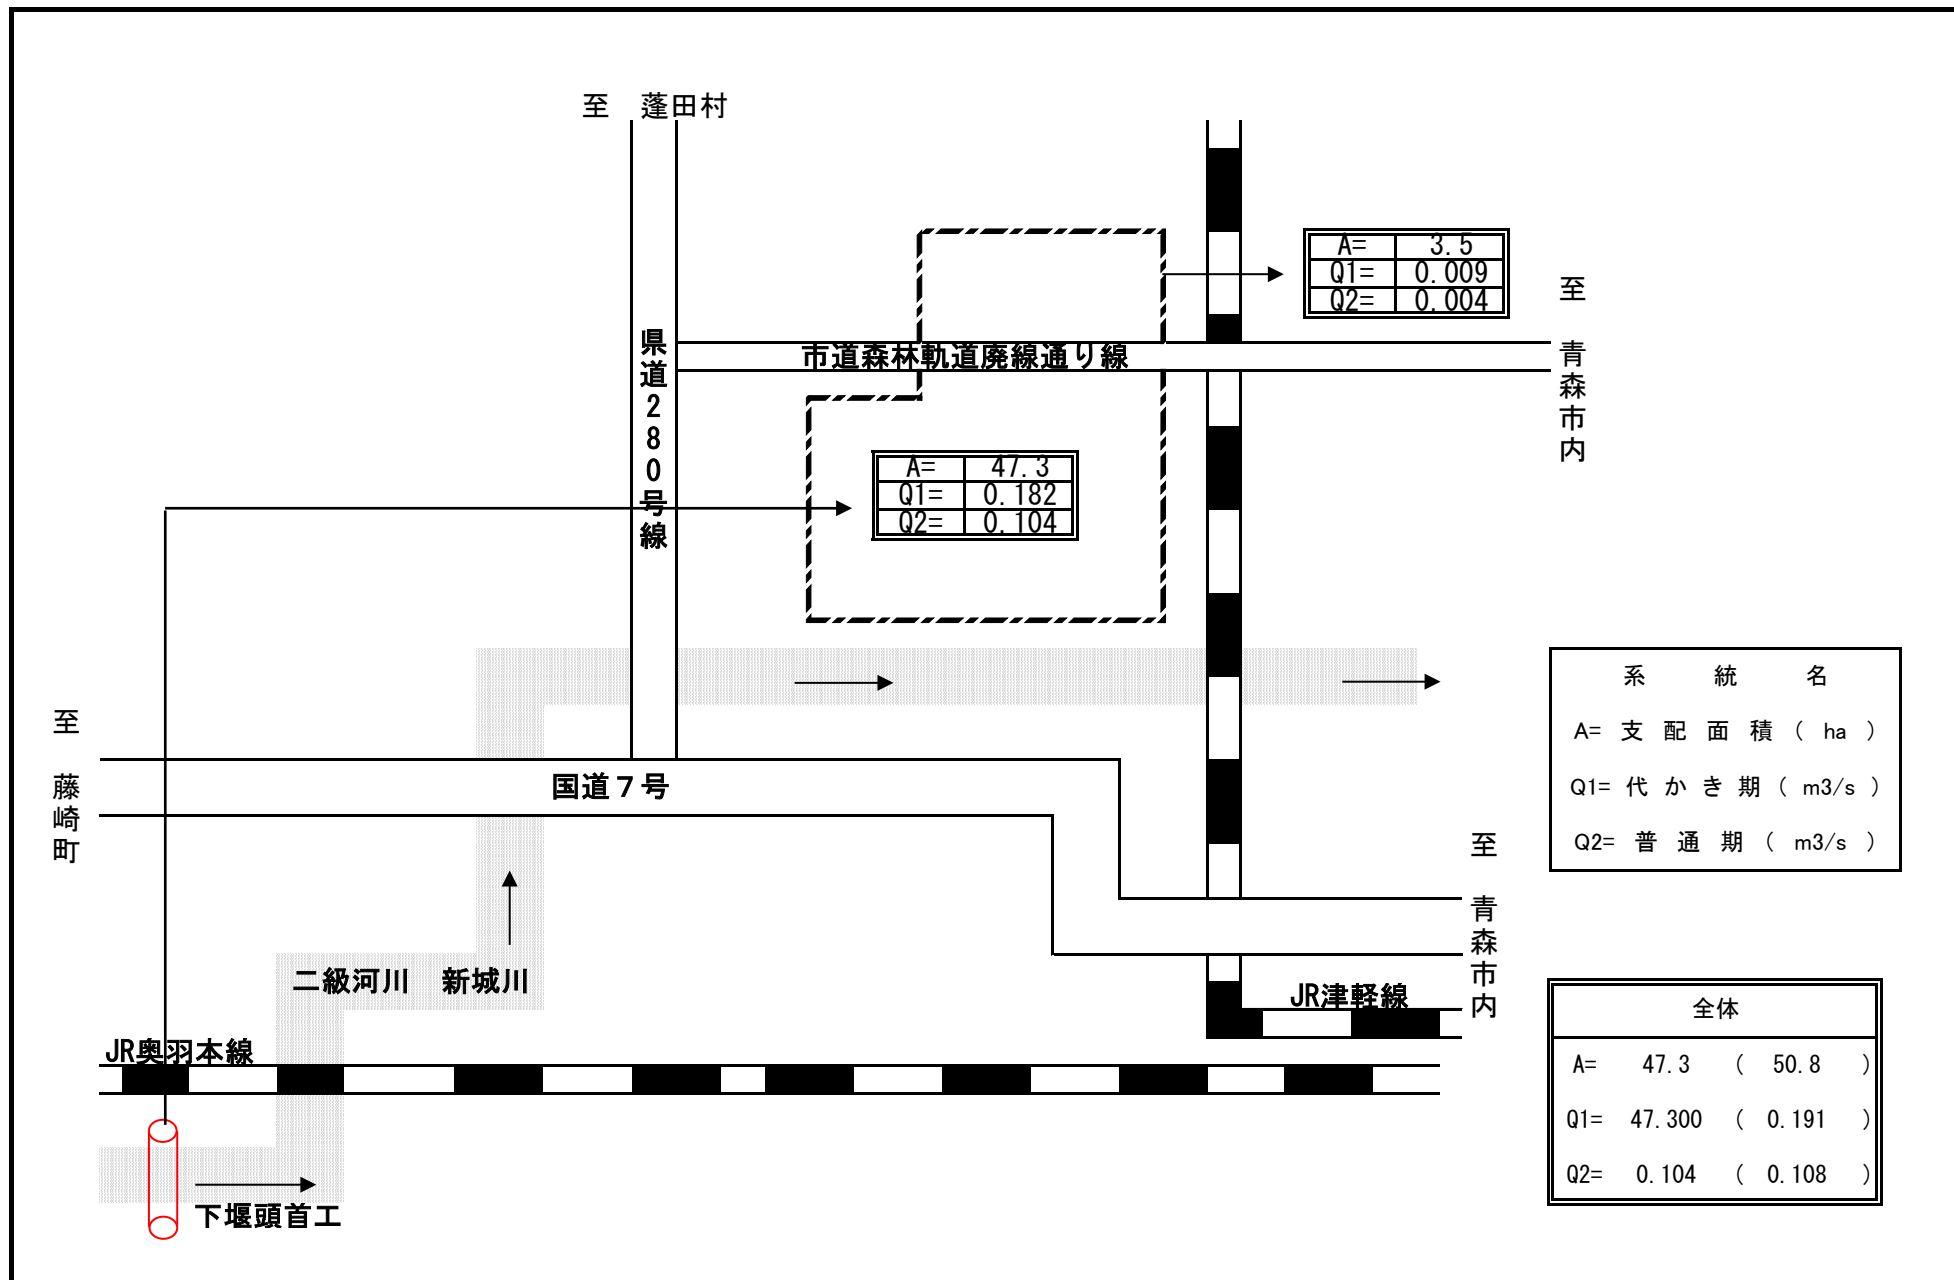 至　蓬田村
A= 3.5
Q1= 0.009
Q2= 0.004
至　青森市内
県道280号線
市道森林軌道廃線通り線
A= 47.3
Q1= 0.182
Q2= 0.104
至　藤崎町
国道７号
系　統　名
A= 支 配 面 積 ( ha )
Q1= 代 か き 期 ( m3/s )
Q2= 普 通 期 ( m3/s )
至　青森市内
二級河川　新城川
JR津軽線
JR奥羽本線
全体
A= 47.3 ( 50.8 )
Q1= 47.300 ( 0.191 )
Q2= 0.104 ( 0.108 )
下堰頭首工